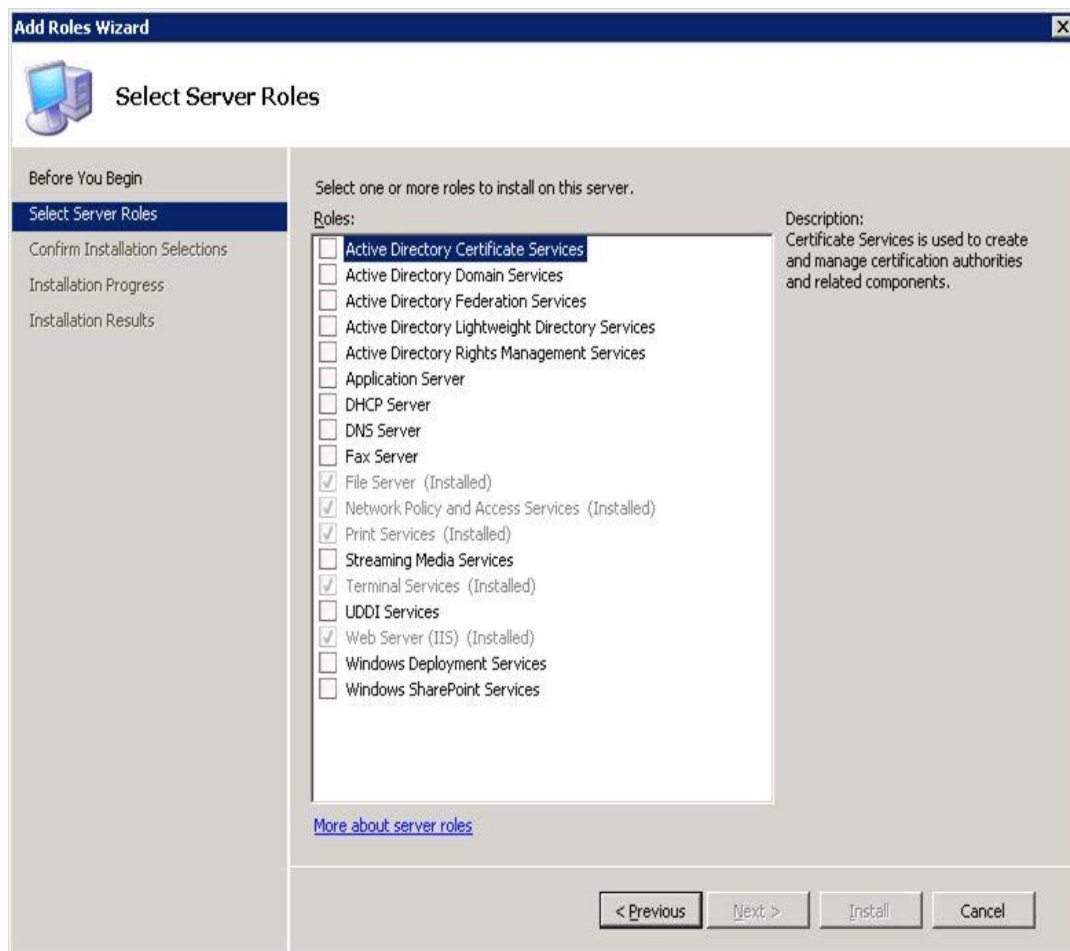 Add Roles Wizard
Select Server Roles
Before You Begin
Select Server Roles
Confirm Installation Selections
Installation Progress
Installation Results
Select one or more roles to install on this server.
Roles:
Active Directory Certificate Services
Active Directory Domain Services
Active Directory Federation Services
Active Directory Lightweight Directory Services
Active Directory Rights Management Services
Application Server
DHCP Server
DNS Server
Fax Server
File Server (Installed)
Network Policy and Access Services (Installed)
Print Services (Installed)
Streaming Media Services
Terminal Services (Installed)
UDDI Services
Web Server (IIS) (Installed)
Windows Deployment Services
Windows SharePoint Services
More about server roles
Description:
Certificate Services is used to create
and manage certification authorities
and related components.
< Previous
Next >
Install
Cancel